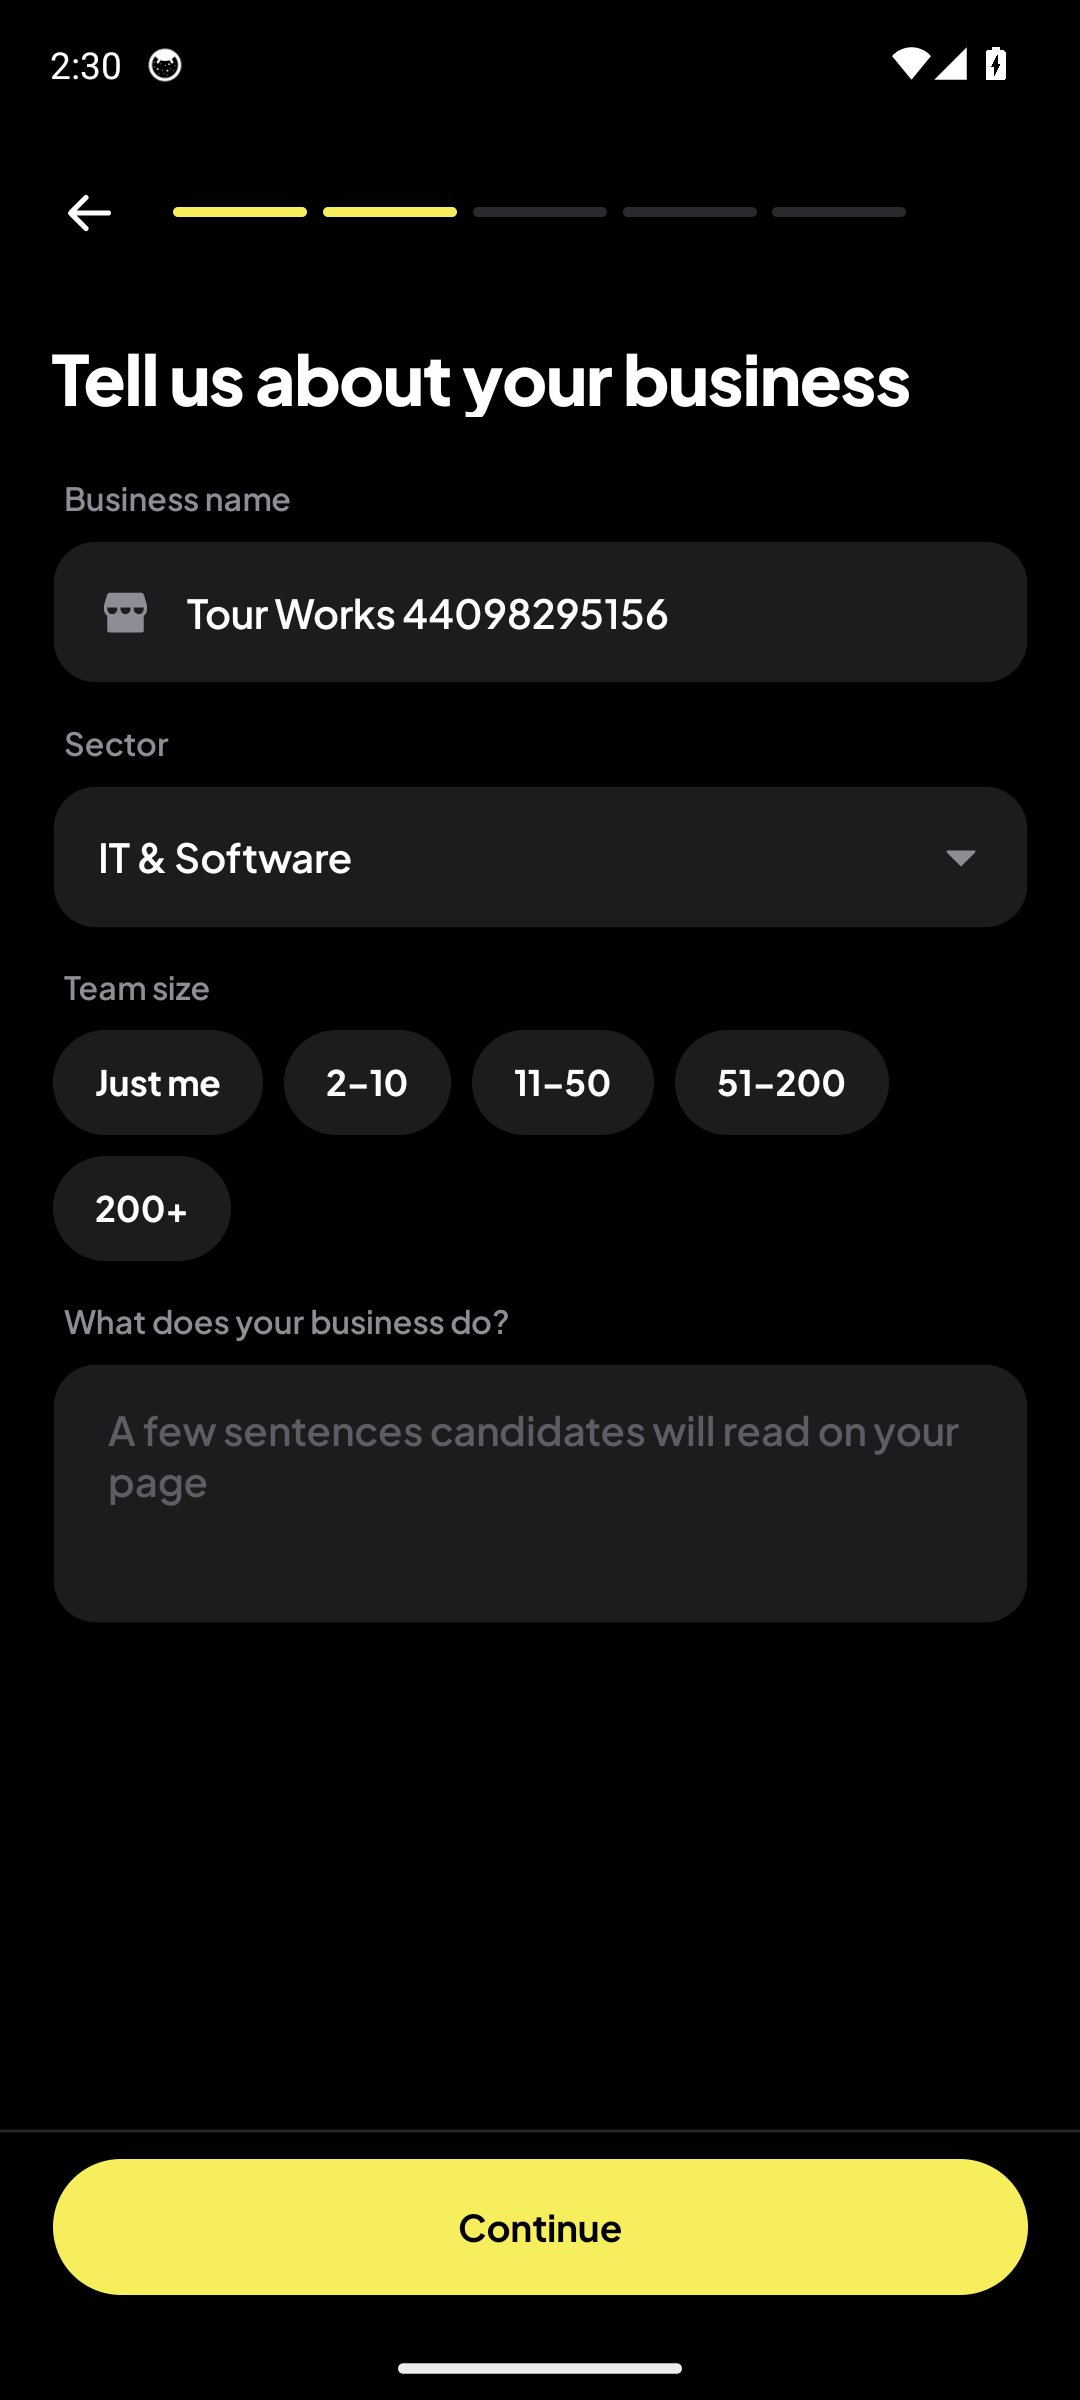 2:30
Tell us about your business
Business name
Tour Works 44098295156
Sector
IT & Software
Team size
Just me
2–10
11–50
51–200
200+
What does your business do?
A few sentences candidates will read on your
page
Continue